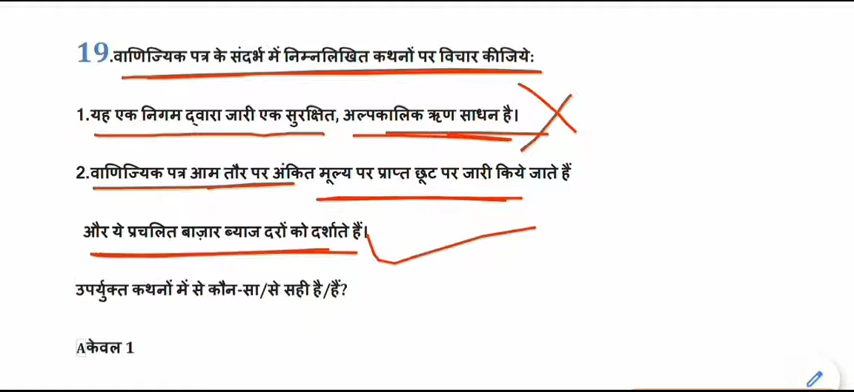 19.वाणिज्यिक पत्र के संदर्भ में निम्नलिखित कथनों पर विचार कीजिये:
1.यह एक निगम द्वारा जारी एक सुरक्षित, अल्पकालिक ऋण साधन है।
2.वाणिज्यिक पत्र आम तौर पर अंकित मूल्य पर प्राप्त छूट पर जारी किये जाते हैं
और ये प्रचलित बाज़ार ब्याज दरों को दर्शाते हैं।
उपर्युक्त कथनों में से कौन-सा/से सही है/हैं?
Aकेवल 1